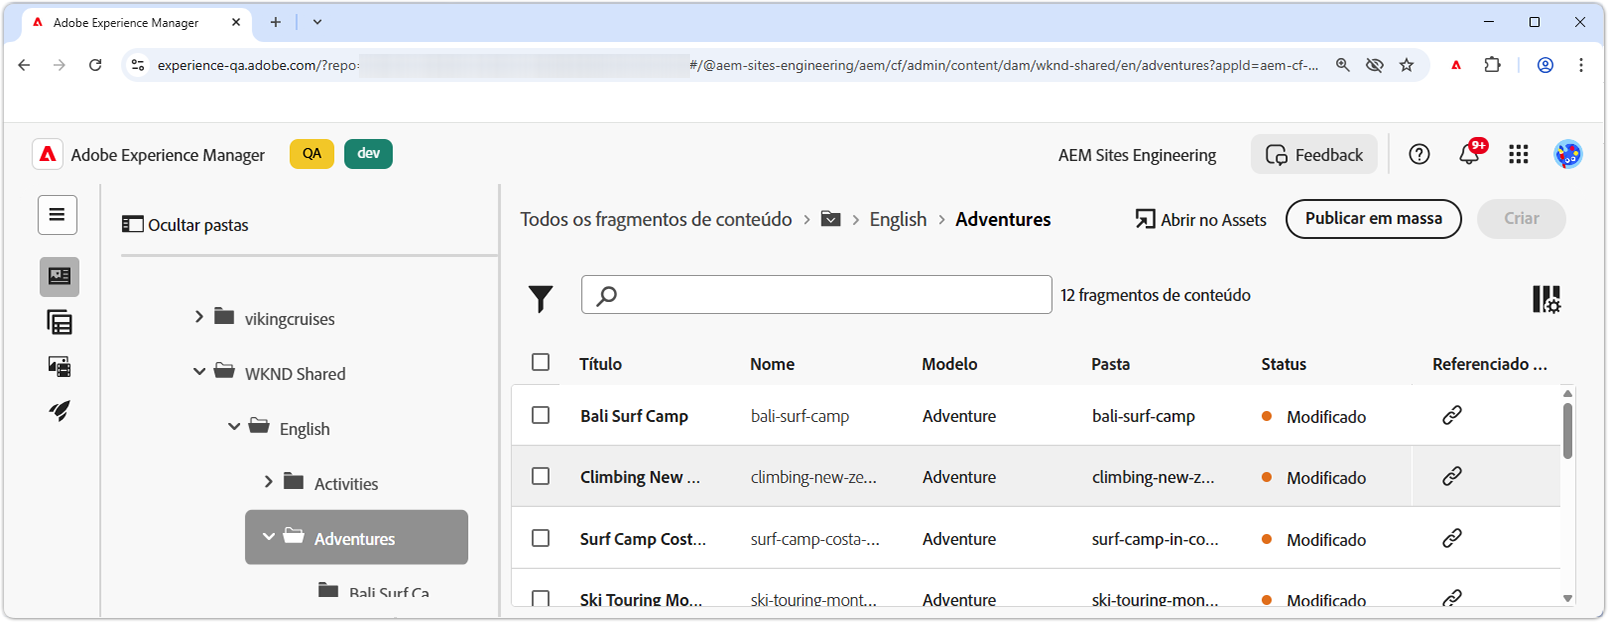 Adobe Experience Manager
experience-qa.adobe.com/?repo= #/@aem-sites-engineering/aem/cf/admin/content/dam/wknd-shared/en/adventures?appId=aem-cf-...
Adobe Experience Manager QA dev AEM Sites Engineering Feedback 9+
Ocultar pastas
vikingcruises
WKND Shared
English
Activities
Adventures
Bali Surf Ca
Todos os fragmentos de conteúdo > > English > Adventures Abrir no Assets Publicar em massa Criar
12 fragmentos de conteúdo
Título Nome Modelo Pasta Status Referenciado ...
Bali Surf Camp bali-surf-camp Adventure bali-surf-camp Modificado
Climbing New ... climbing-new-ze... Adventure climbing-new-z... Modificado
Surf Camp Cost... surf-camp-costa-... Adventure surf-camp-in-co... Modificado
Ski Touring Mo... ski-touring-mont... Adventure ski-touring-mon... Modificado